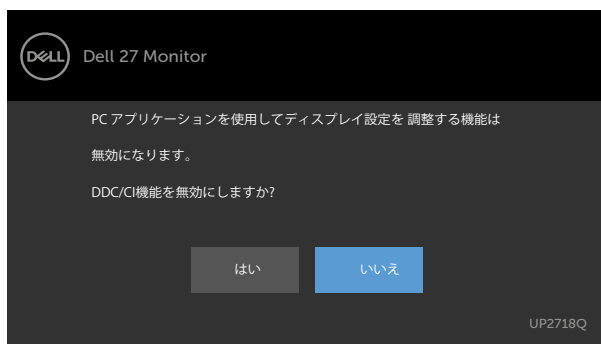 DELL
Dell 27 Monitor
PC アプリケーションを使用してディスプレイ設定を 調整する機能は
無効になります。
DDC/CI機能を無効にしますか?
はい
いいえ
UP2718Q